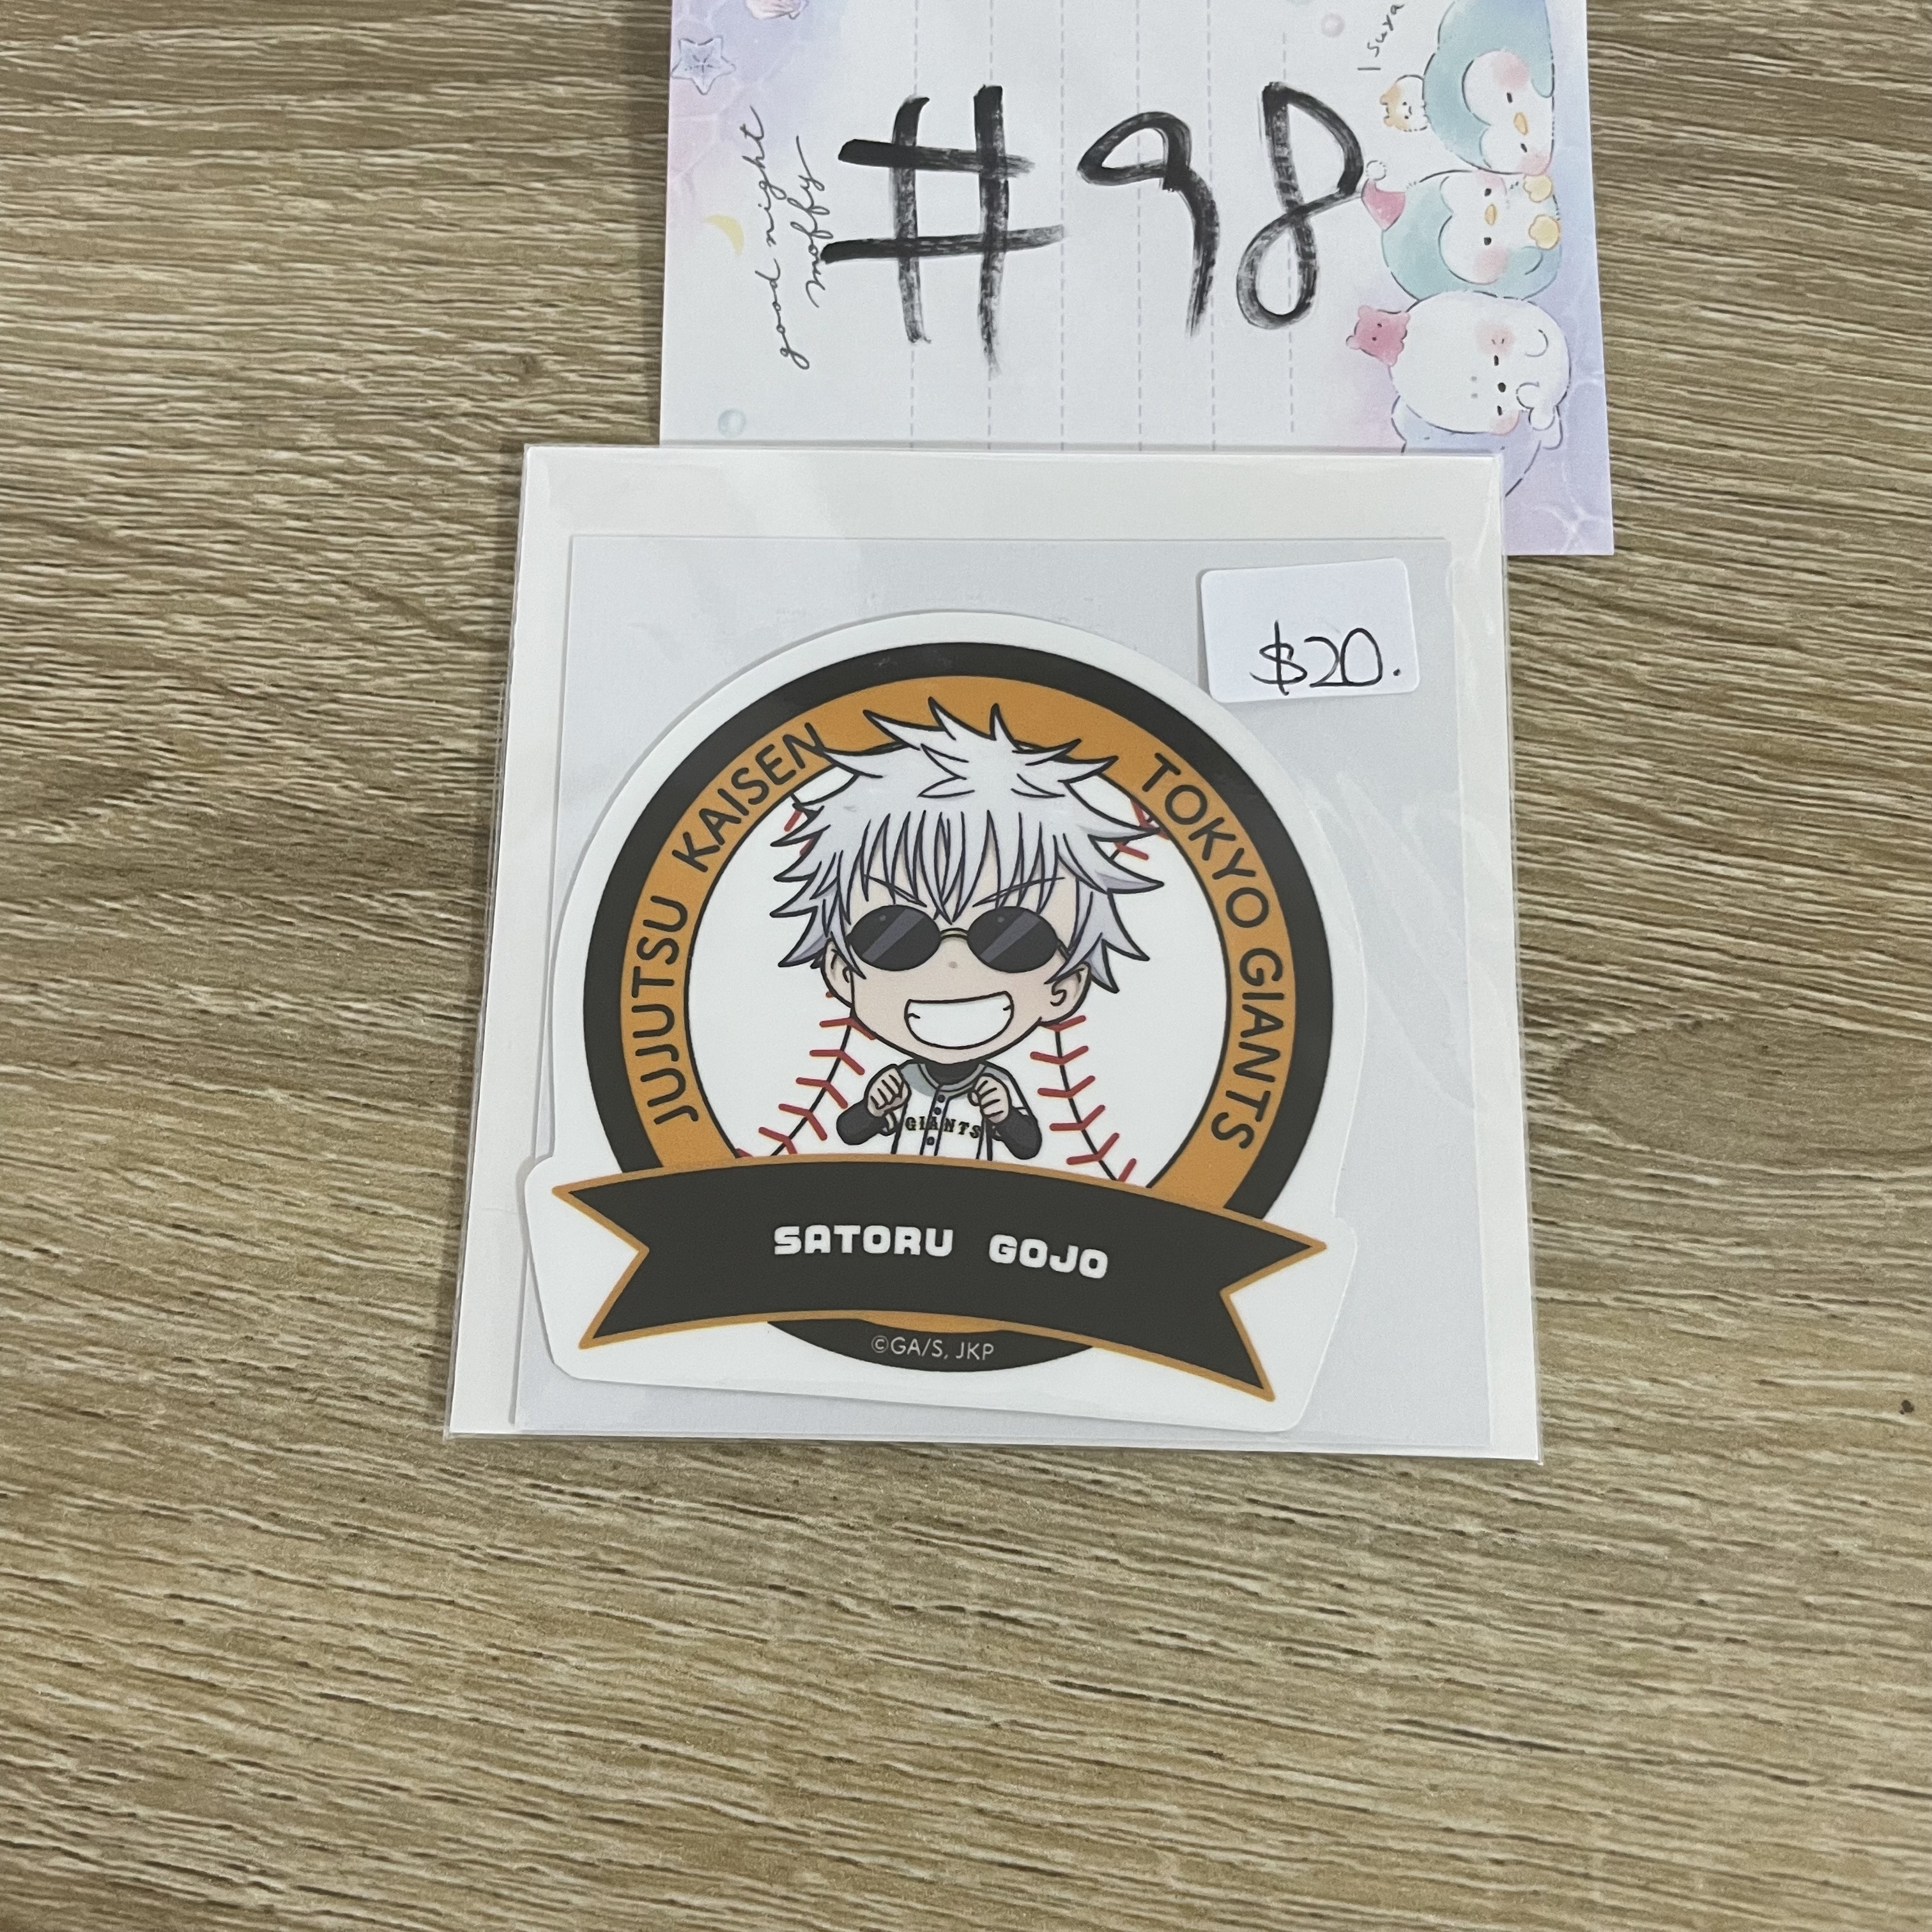 #98
good night
moffy
$20.
JUJUTSU KAISEN
TOKYO GIANTS
GIANTS
SATORU GOJO
©GA/S, JKP